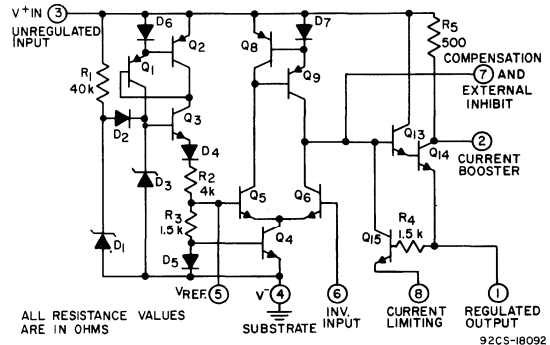 V+IN 3
UNREGULATED
INPUT
D6
D7
Q1
Q2
Q8
Q9
R5
500
COMPENSATION
7 AND
EXTERNAL
INHIBIT
R1
40k
D2
Q3
D4
R2
4k
D3
Q5
Q6
Q13
Q14
2
CURRENT
BOOSTER
D1
R3
1.5k
Q4
D5
Q15
R4
1.5k
VREF. 5
V- 4
6
8
1
SUBSTRATE
INV.
INPUT
CURRENT
LIMITING
REGULATED
OUTPUT
ALL RESISTANCE VALUES
ARE IN OHMS
92CS-18092